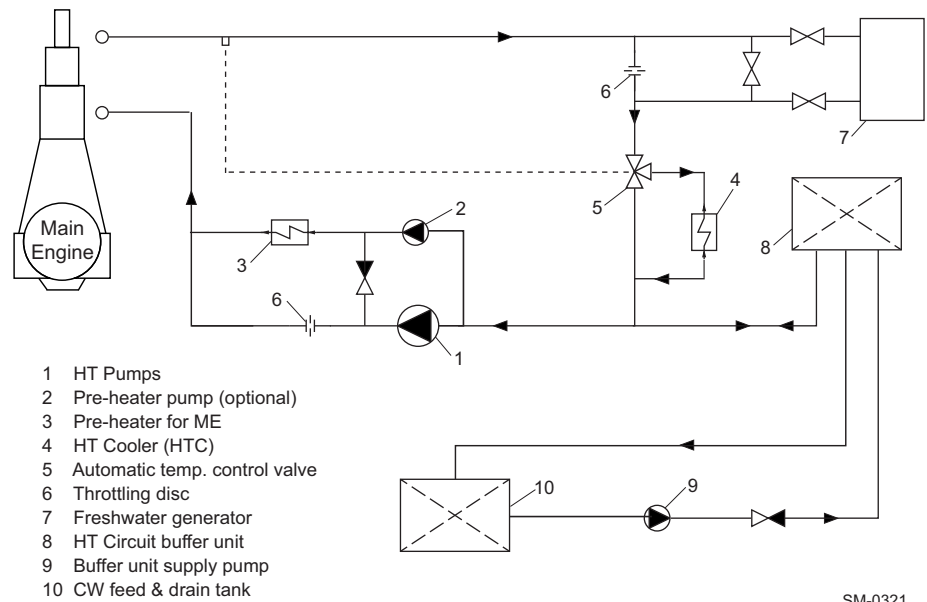 6
7
Main
Engine
2
3
5
4
8
6
1
1 HT Pumps
2 Pre-heater pump (optional)
3 Pre-heater for ME
4 HT Cooler (HTC)
5 Automatic temp. control valve
6 Throttling disc
7 Freshwater generator
8 HT Circuit buffer unit
9 Buffer unit supply pump
10 CW feed & drain tank
10
9
SM-0321